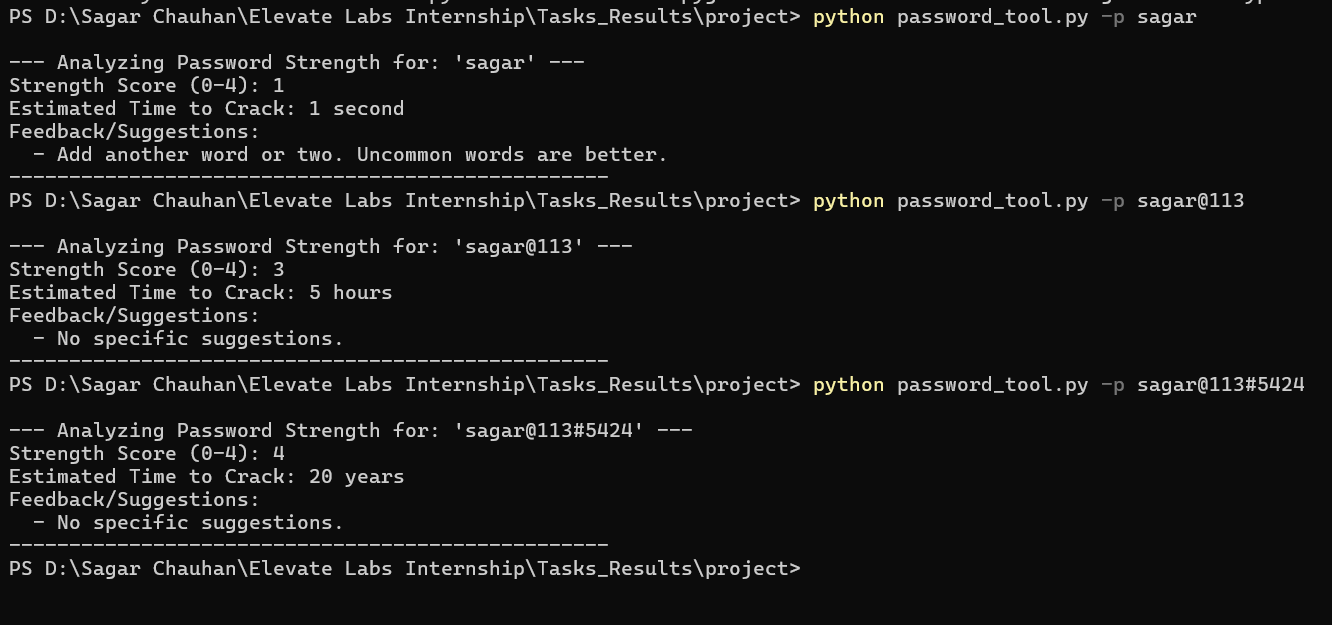 PS D:\Sagar Chauhan\Elevate Labs Internship\Tasks_Results\project> python password_tool.py -p sagar
--- Analyzing Password Strength for: 'sagar' ---
Strength Score (0-4): 1
Estimated Time to Crack: 1 second
Feedback/Suggestions:
  - Add another word or two. Uncommon words are better.
--------------------------------------------------
PS D:\Sagar Chauhan\Elevate Labs Internship\Tasks_Results\project> python password_tool.py -p sagar@113
--- Analyzing Password Strength for: 'sagar@113' ---
Strength Score (0-4): 3
Estimated Time to Crack: 5 hours
Feedback/Suggestions:
  - No specific suggestions.
--------------------------------------------------
PS D:\Sagar Chauhan\Elevate Labs Internship\Tasks_Results\project> python password_tool.py -p sagar@113#5424
--- Analyzing Password Strength for: 'sagar@113#5424' ---
Strength Score (0-4): 4
Estimated Time to Crack: 20 years
Feedback/Suggestions:
  - No specific suggestions.
--------------------------------------------------
PS D:\Sagar Chauhan\Elevate Labs Internship\Tasks_Results\project>